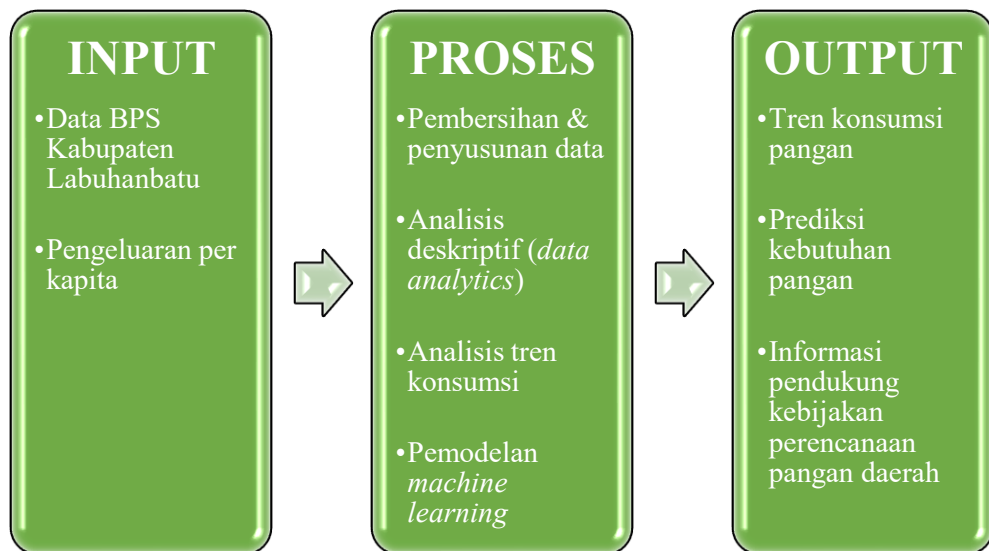 INPUT
•Data BPS
Kabupaten
Labuhanbatu
•Pengeluaran per
kapita
PROSES
•Pembersihan &
penyusunan data
•Analisis
deskriptif (data
analytics)
•Analisis tren
konsumsi
•Pemodelan
machine
learning
OUTPUT
•Tren konsumsi
pangan
•Prediksi
kebutuhan
pangan
•Informasi
pendukung
kebijakan
perencanaan
pangan daerah